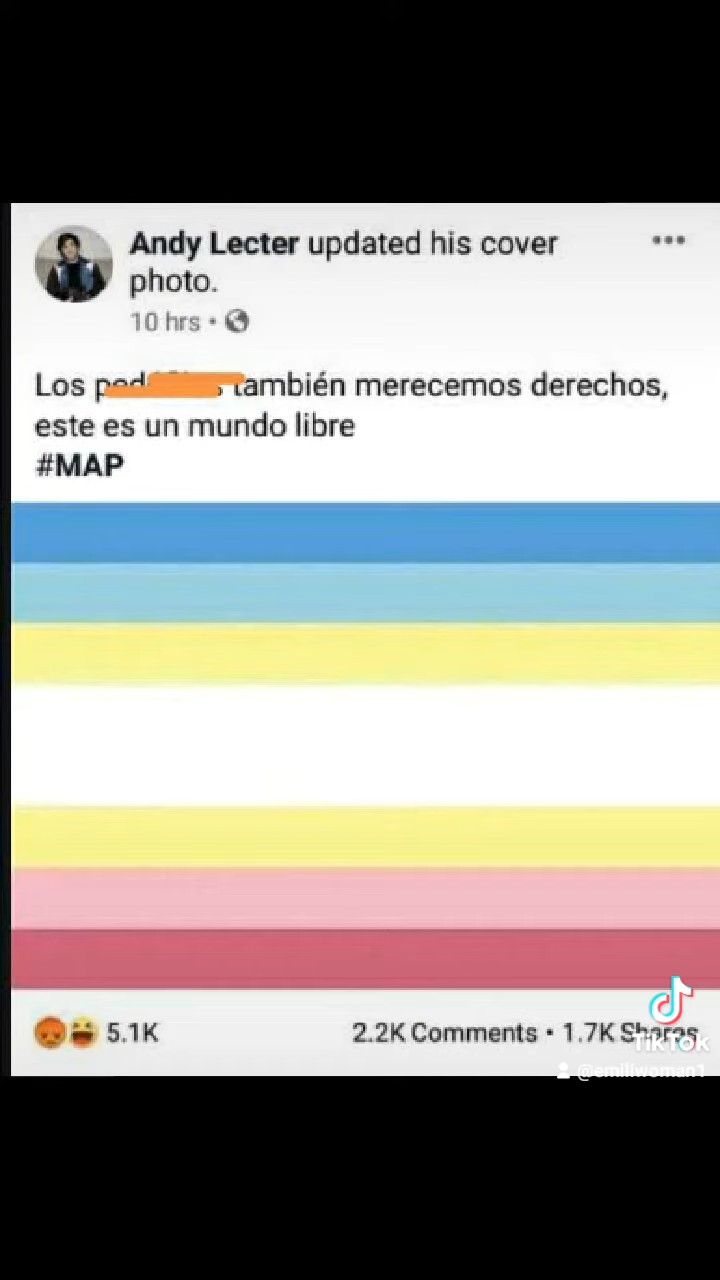 Andy Lecter updated his cover
photo.
10 hrs
Los también merecemos derechos,
este es un mundo libre
#MAP
5.1K
2.2K Comments • 1.7K Shares
TikTok
@emiliwoman1